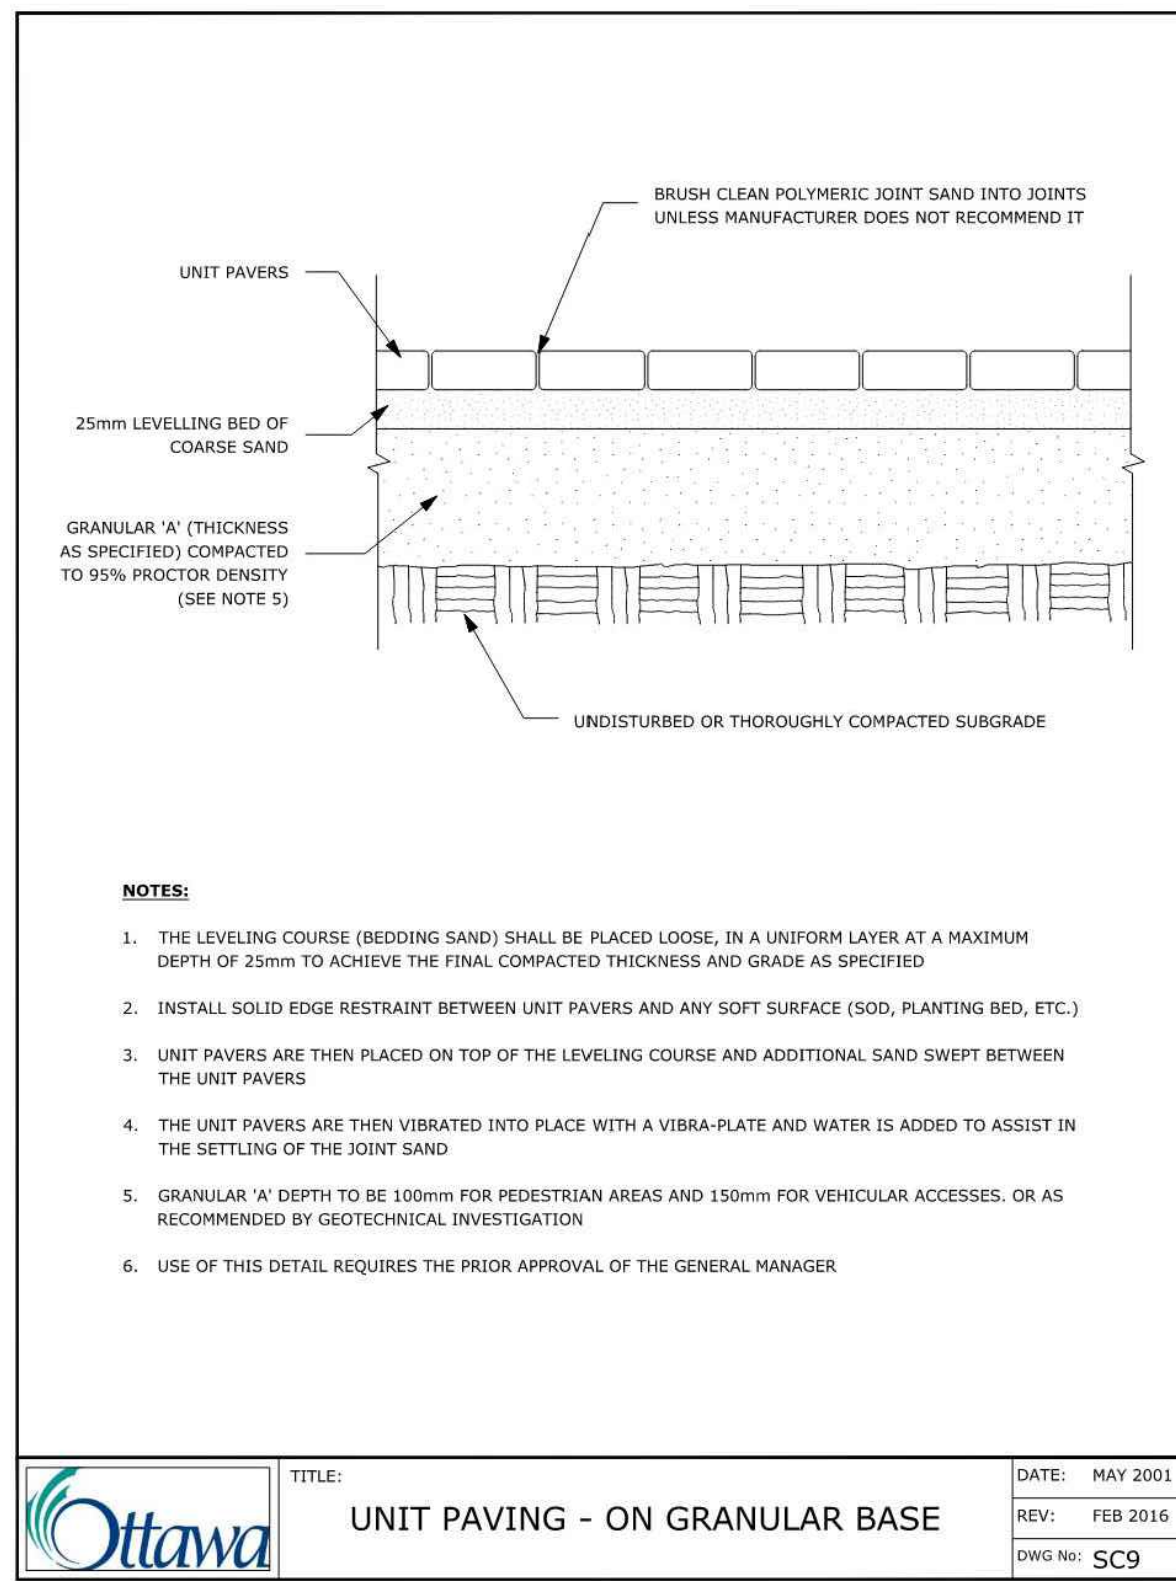 BRUSH CLEAN POLYMERIC JOINT SAND INTO JOINTS
UNLESS MANUFACTURER DOES NOT RECOMMEND IT
UNIT PAVERS
25mm LEVELLING BED OF
COARSE SAND
GRANULAR 'A' (THICKNESS
AS SPECIFIED) COMPACTED
TO 95% PROCTOR DENSITY
(SEE NOTE 5)
UNDISTURBED OR THOROUGHLY COMPACTED SUBGRADE
NOTES:
1. THE LEVELING COURSE (BEDDING SAND) SHALL BE PLACED LOOSE, IN A UNIFORM LAYER AT A MAXIMUM
DEPTH OF 25mm TO ACHIEVE THE FINAL COMPACTED THICKNESS AND GRADE AS SPECIFIED
2. INSTALL SOLID EDGE RESTRAINT BETWEEN UNIT PAVERS AND ANY SOFT SURFACE (SOD, PLANTING BED, ETC.)
3. UNIT PAVERS ARE THEN PLACED ON TOP OF THE LEVELING COURSE AND ADDITIONAL SAND SWEPT BETWEEN
THE UNIT PAVERS
4. THE UNIT PAVERS ARE THEN VIBRATED INTO PLACE WITH A VIBRA-PLATE AND WATER IS ADDED TO ASSIST IN
THE SETTLING OF THE JOINT SAND
5. GRANULAR 'A' DEPTH TO BE 100mm FOR PEDESTRIAN AREAS AND 150mm FOR VEHICULAR ACCESSES. OR AS
RECOMMENDED BY GEOTECHNICAL INVESTIGATION
6. USE OF THIS DETAIL REQUIRES THE PRIOR APPROVAL OF THE GENERAL MANAGER
Ottawa
TITLE:
UNIT PAVING - ON GRANULAR BASE
DATE: MAY 2001
REV: FEB 2016
DWG No: SC9